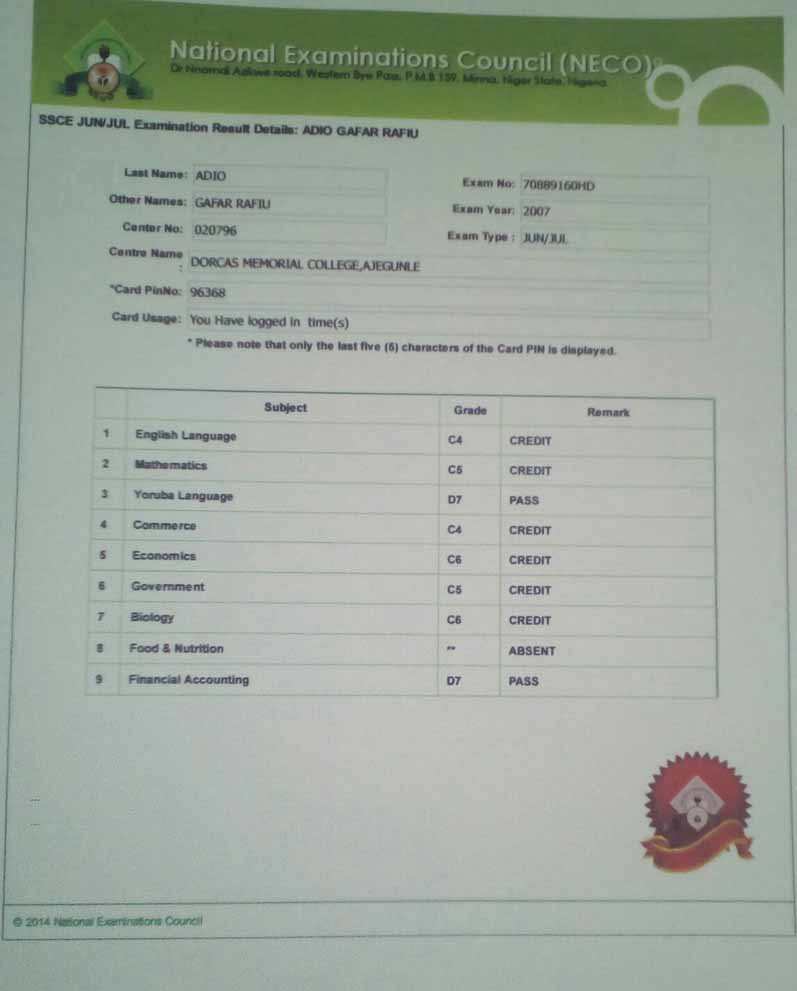 National Examinations Council (NECO)
Dr Nnamdi Azikwe road, Western Bye Pass, P.M.B 159, Minna, Niger State, Nigeria
SSCE JUN/JUL Examination Result Details: ADIO GAFAR RAFIU
Last Name: ADIO
Exam No: 70889160HD
Other Names: GAFAR RAFIU
Exam Year: 2007
Center No: 020796
Exam Type : JUN/JUL
Centre Name : DORCAS MEMORIAL COLLEGE,AJEGUNLE
*Card PinNo: 96368
Card Usage: You Have logged in time(s)
* Please note that only the last five (5) characters of the Card PIN is displayed.
Subject Grade Remark
1 English Language C4 CREDIT
2 Mathematics C5 CREDIT
3 Yoruba Language D7 PASS
4 Commerce C4 CREDIT
5 Economics C6 CREDIT
6 Government C5 CREDIT
7 Biology C6 CREDIT
8 Food & Nutrition ** ABSENT
9 Financial Accounting D7 PASS
...
...
© 2014 National Examinations Council